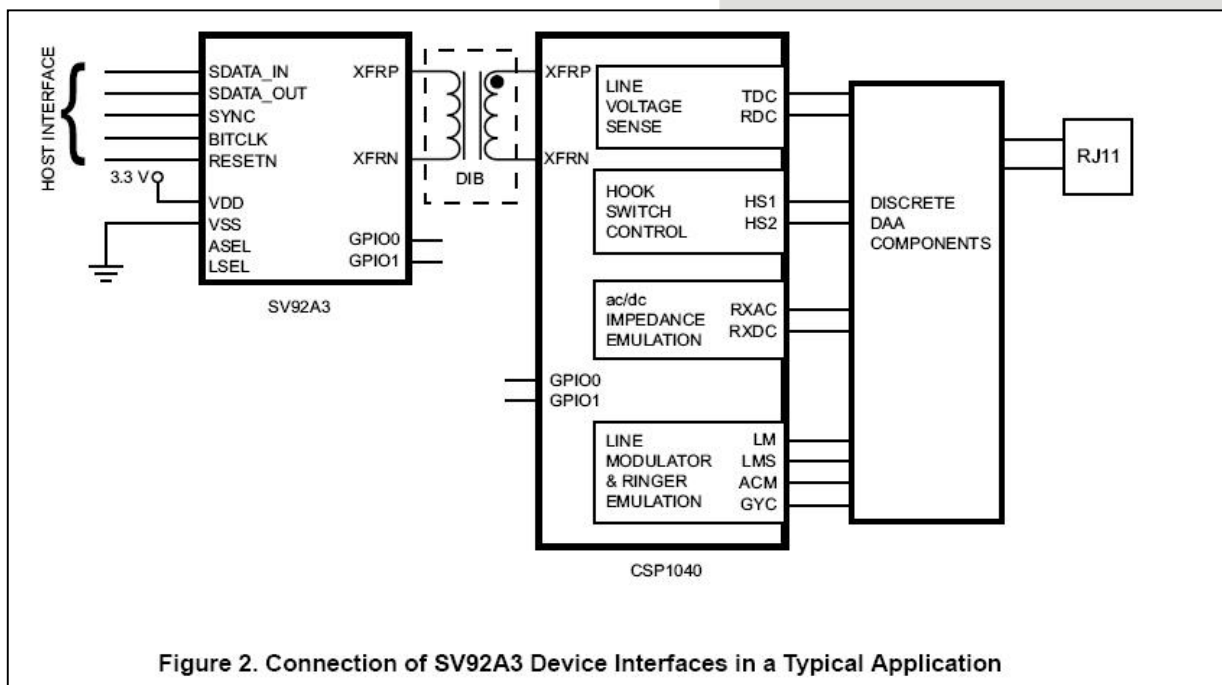 HOST INTERFACE
SDATA_IN
SDATA_OUT
SYNC
BITCLK
RESETN
3.3 V
VDD
VSS
ASEL
LSEL
XFRP
XFRN
GPIO0
GPIO1
SV92A3
DIB
XFRP
XFRN
GPIO0
GPIO1
LINE
VOLTAGE
SENSE
TDC
RDC
HOOK
SWITCH
CONTROL
HS1
HS2
ac/dc
IMPEDANCE
EMULATION
RXAC
RXDC
LINE
MODULATOR
& RINGER
EMULATION
LM
LMS
ACM
GYC
CSP1040
DISCRETE
DAA
COMPONENTS
RJ11
Figure 2. Connection of SV92A3 Device Interfaces in a Typical Application